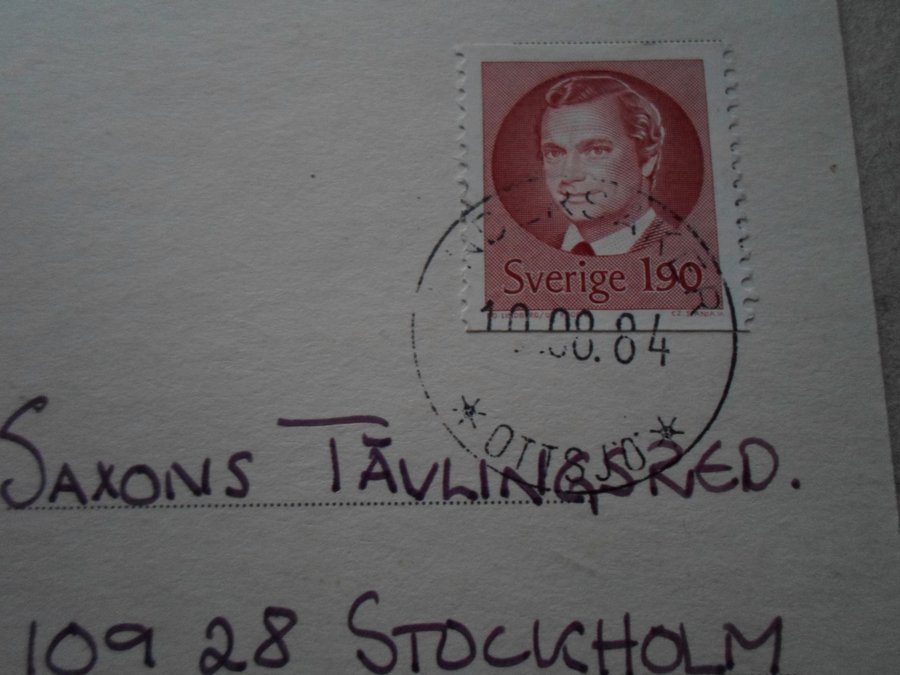 Sverige 190
10.08.84
OTTSJÖ
SAXONS TÄVLINGSRED.
109 28 STOCKHOLM